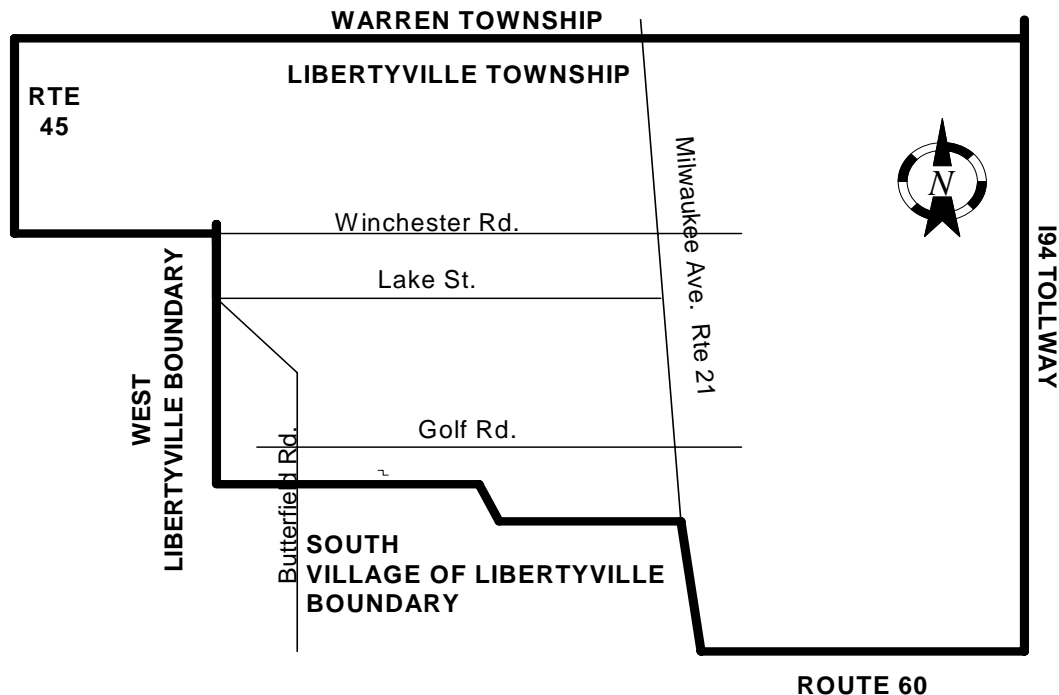 WARREN TOWNSHIP
LIBERTYVILLE TOWNSHIP
RTE
45
N
Milwaukee Ave. Rte 21
Winchester Rd.
I94 TOLLWAY
Lake St.
WEST
LIBERTYVILLE BOUNDARY
Golf Rd.
Butterfield Rd.
SOUTH
VILLAGE OF LIBERTYVILLE
BOUNDARY
ROUTE 60